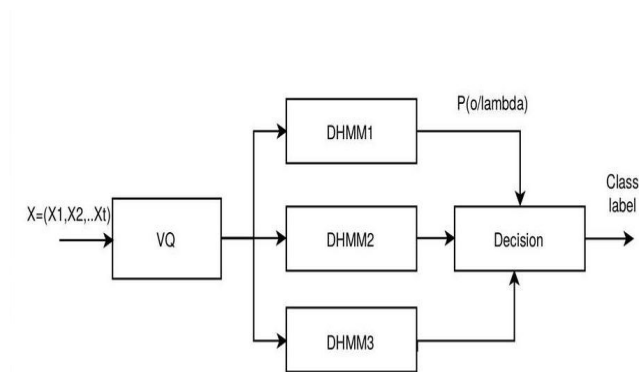 P(o/lambda)
DHMM1
X=(X1,X2,..Xt)
VQ
DHMM2
Decision
Class
label
DHMM3